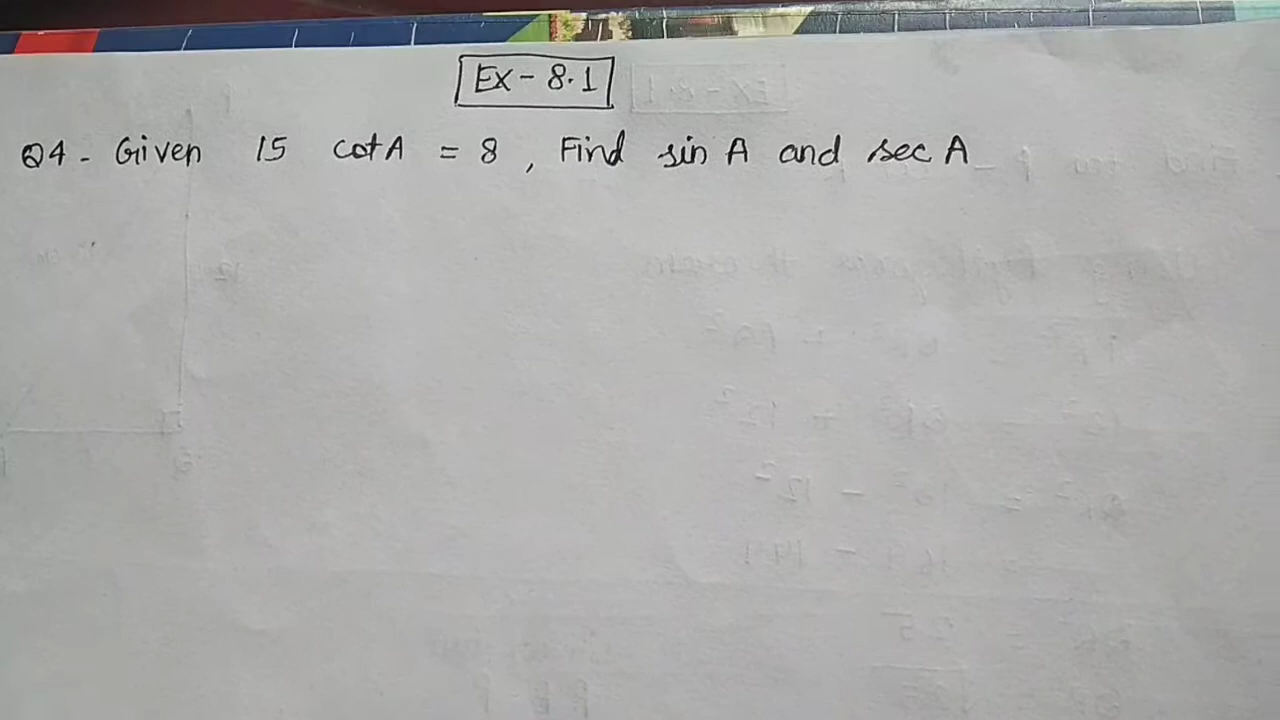 Ex - 8.1
Q4 - Given 15 cot A = 8 , Find sin A and sec A